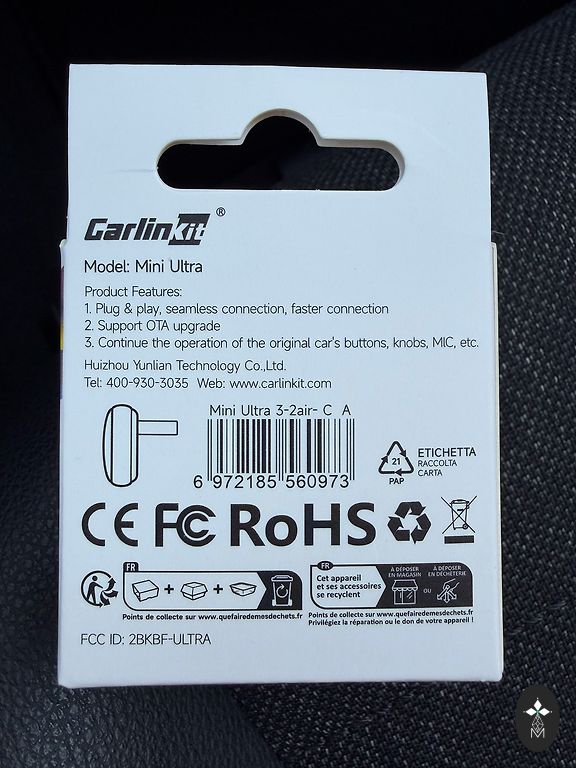 CarlinKit®
Model: Mini Ultra
Product Features:
1. Plug & play, seamless connection, faster connection
2. Support OTA upgrade
3. Continue the operation of the original car's buttons, knobs, MIC, etc.
Huizhou Yunlian Technology Co.,Ltd.
Tel: 400-930-3035 Web: www.carlinkit.com
Mini Ultra 3-2air- C A
6 972185 560973
21
PAP
ETICHETTA
RACCOLTA
CARTA
CE FC RoHS
FR
Points de collecte sur www.quefairedemesdechets.fr
FR
Cet appareil
et ses accessoires
se recyclent
À DÉPOSER
EN MAGASIN
OU
À DÉPOSER
EN DÉCHÈTERIE
Points de collecte sur www.quefairedemesdechets.fr
Privilégiez la réparation ou le don de votre appareil !
FCC ID: 2BKBF-ULTRA
M